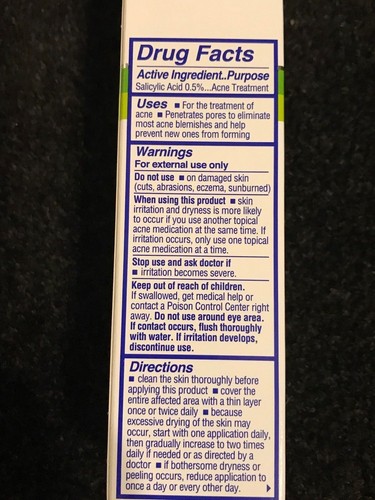 Drug Facts
Active Ingredient..Purpose
Salicylic Acid 0.5%...Acne Treatment
Uses ■ For the treatment of
acne ■ Penetrates pores to eliminate
most acne blemishes and help
prevent new ones from forming
Warnings
For external use only
Do not use ■ on damaged skin
(cuts, abrasions, eczema, sunburned)
When using this product ■ skin
irritation and dryness is more likely
to occur if you use another topical
acne medication at the same time. If
irritation occurs, only use one topical
acne medication at a time.
Stop use and ask doctor if
■ irritation becomes severe.
Keep out of reach of children.
If swallowed, get medical help or
contact a Poison Control Center right
away. Do not use around eye area.
If contact occurs, flush thoroughly
with water. If irritation develops,
discontinue use.
Directions
■ clean the skin thoroughly before
applying this product ■ cover the
entire affected area with a thin layer
once or twice daily ■ because
excessive drying of the skin may
occur, start with one application daily,
then gradually increase to two times
daily if needed or as directed by a
doctor ■ if bothersome dryness or
peeling occurs, reduce application to
once a day or every other day.